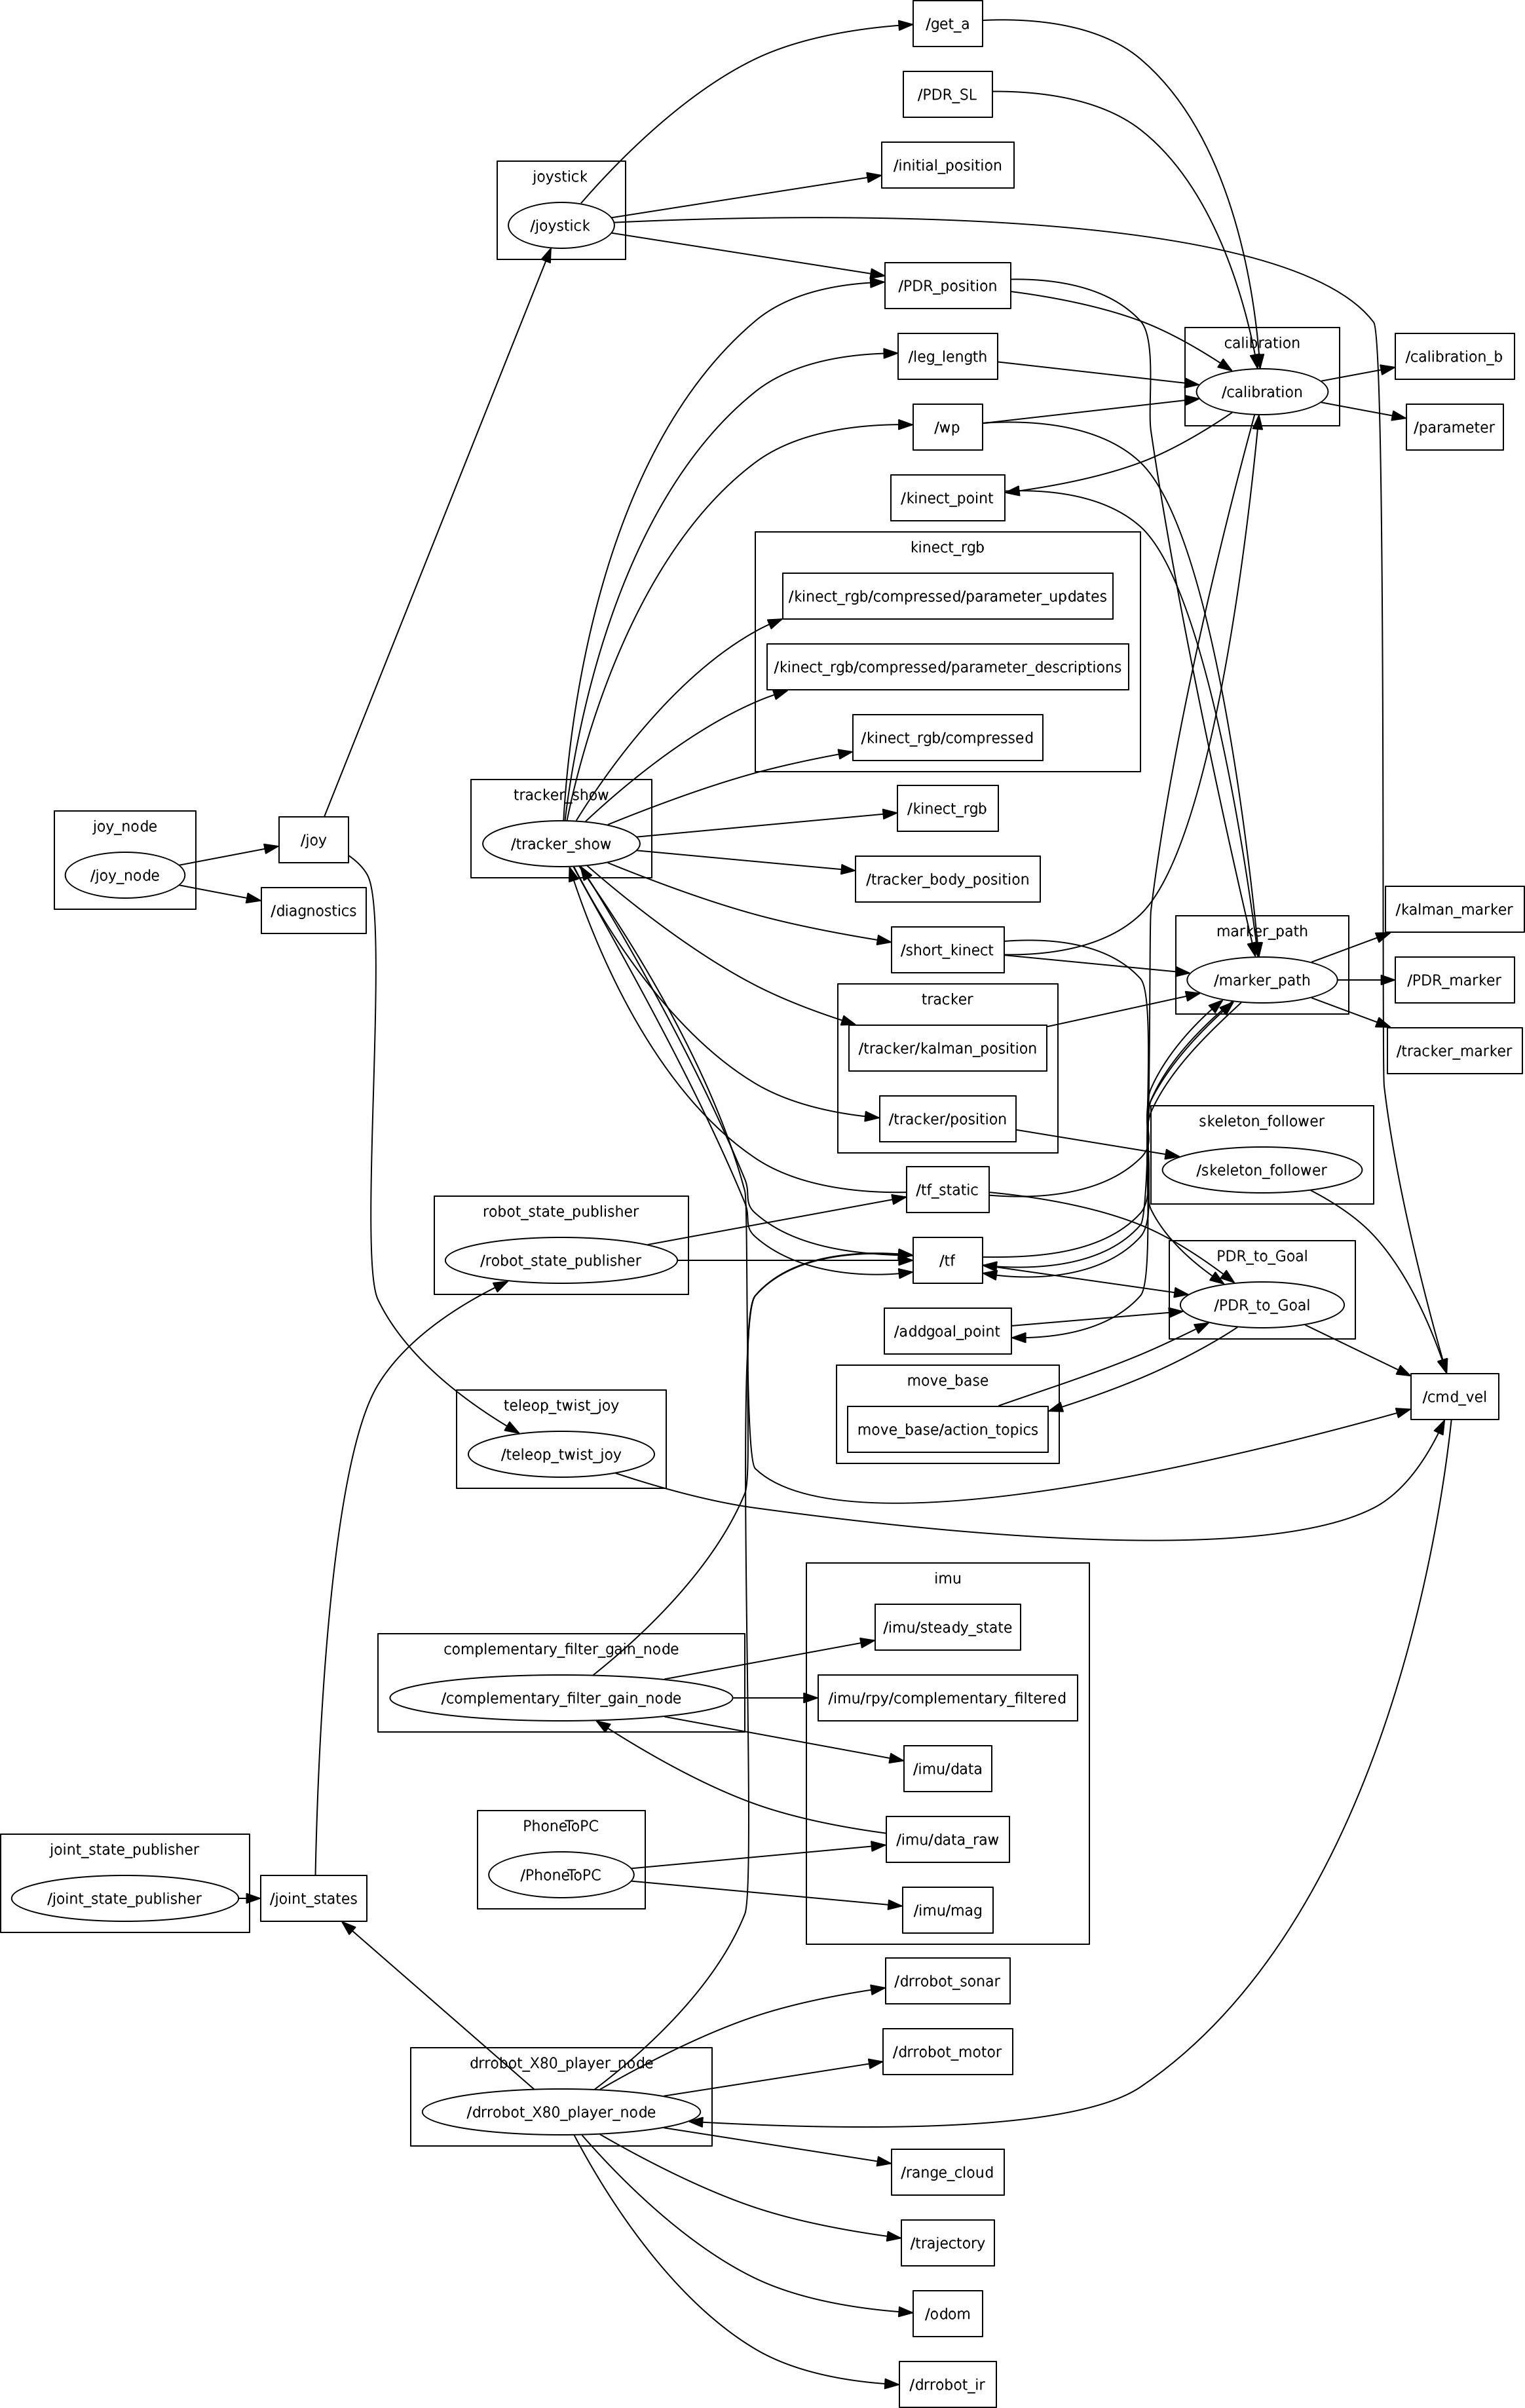 /get_a
/PDR_SL
/initial_position
joystick
/joystick
/PDR_position
/leg_length
/wp
/kinect_point
calibration
/calibration
/calibration_b
/parameter
kinect_rgb
/kinect_rgb/compressed/parameter_updates
/kinect_rgb/compressed/parameter_descriptions
/kinect_rgb/compressed
tracker_show
/tracker_show
/kinect_rgb
/tracker_body_position
/short_kinect
joy_node
/joy_node
/joy
/diagnostics
tracker
/tracker/kalman_position
/tracker/position
marker_path
/marker_path
/kalman_marker
/PDR_marker
/tracker_marker
skeleton_follower
/skeleton_follower
robot_state_publisher
/robot_state_publisher
/tf_static
/tf
/addgoal_point
PDR_to_Goal
/PDR_to_Goal
move_base
move_base/action_topics
/cmd_vel
teleop_twist_joy
/teleop_twist_joy
imu
/imu/steady_state
/imu/rpy/complementary_filtered
/imu/data
/imu/data_raw
/imu/mag
complementary_filter_gain_node
/complementary_filter_gain_node
PhoneToPC
/PhoneToPC
joint_state_publisher
/joint_state_publisher
/joint_states
/drrobot_sonar
/drrobot_motor
drrobot_X80_player_node
/drrobot_X80_player_node
/range_cloud
/trajectory
/odom
/drrobot_ir